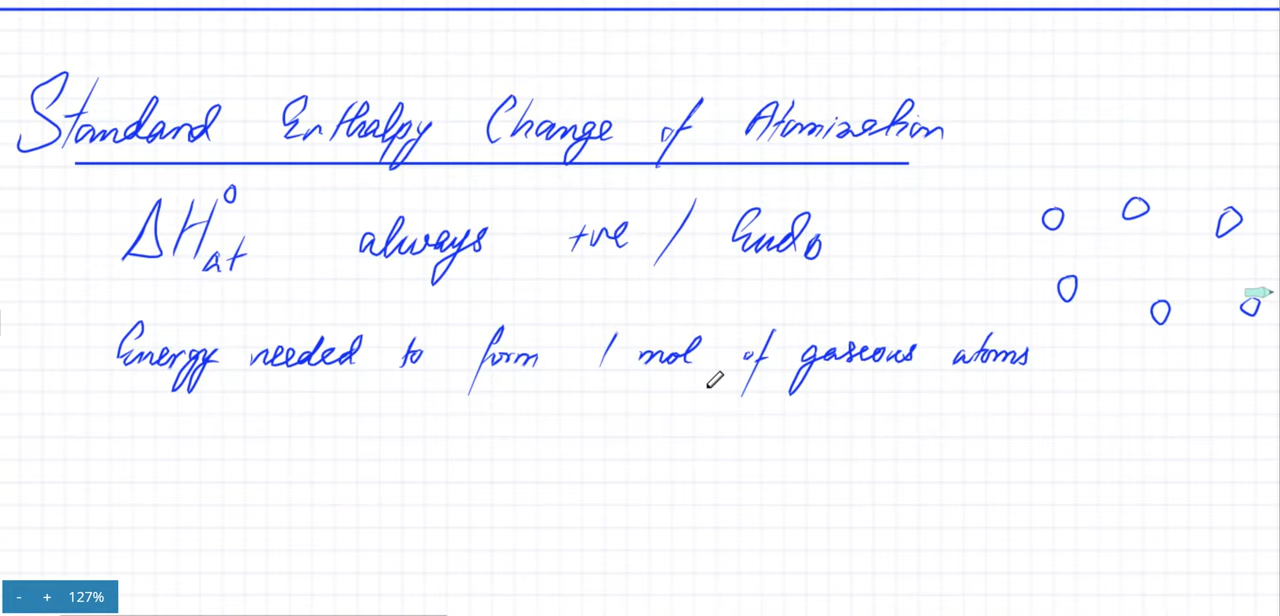 Standard Enthalpy Change of Atomization
ΔH°at always +ve / Endo
Energy needed to form 1 mol of gaseous atoms
- + 127%